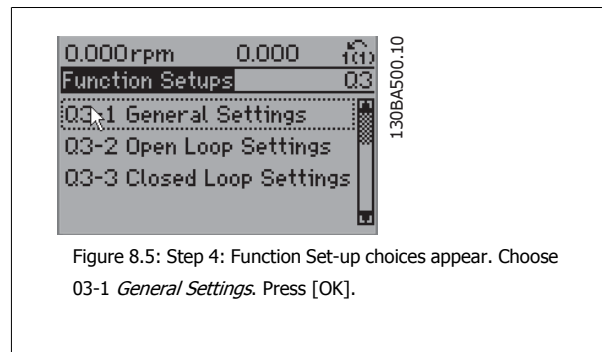 0.000rpm 0.000 1(1)
Function Setups Q3
Q3-1 General Settings
Q3-2 Open Loop Settings
Q3-3 Closed Loop Settings
130BA500.10
Figure 8.5: Step 4: Function Set-up choices appear. Choose
03-1 General Settings. Press [OK].